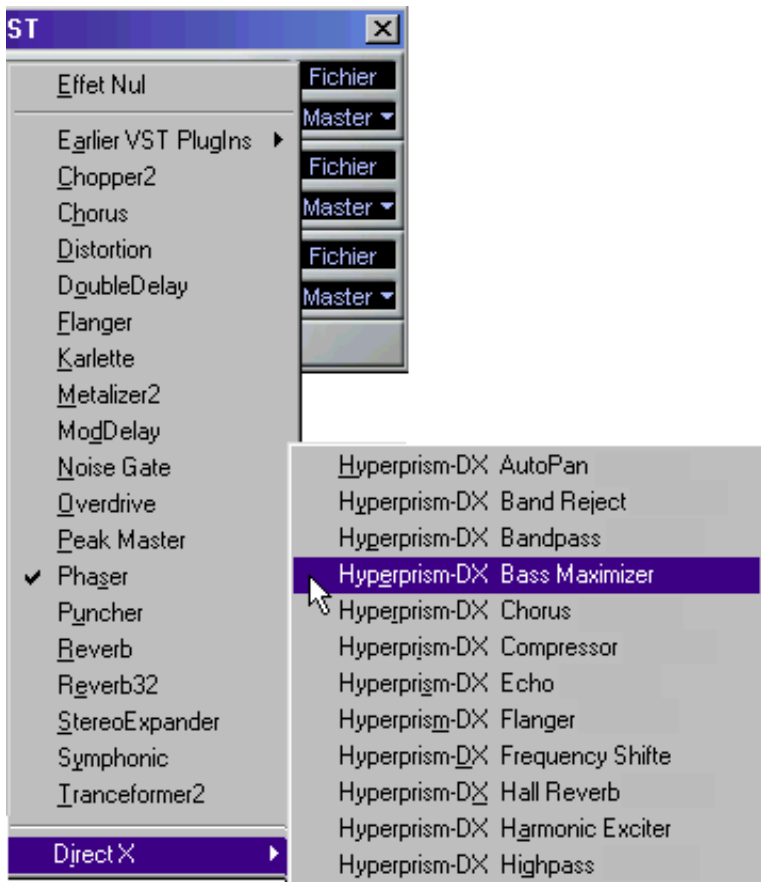 ST
Effet Nul
Earlier VST PlugIns
Chopper2
Chorus
Distortion
DoubleDelay
Flanger
Karlette
Metalizer2
ModDelay
Noise Gate
Overdrive
Peak Master
Phaser
Puncher
Reverb
Reverb32
StereoExpander
Symphonic
Tranceformer2
DirectX
Fichier
Master
Fichier
Master
Fichier
Master
Hyperprism-DX AutoPan
Hyperprism-DX Band Reject
Hyperprism-DX Bandpass
Hyperprism-DX Bass Maximizer
Hyperprism-DX Chorus
Hyperprism-DX Compressor
Hyperprism-DX Echo
Hyperprism-DX Flanger
Hyperprism-DX Frequency Shifte
Hyperprism-DX Hall Reverb
Hyperprism-DX Harmonic Exciter
Hyperprism-DX Highpass